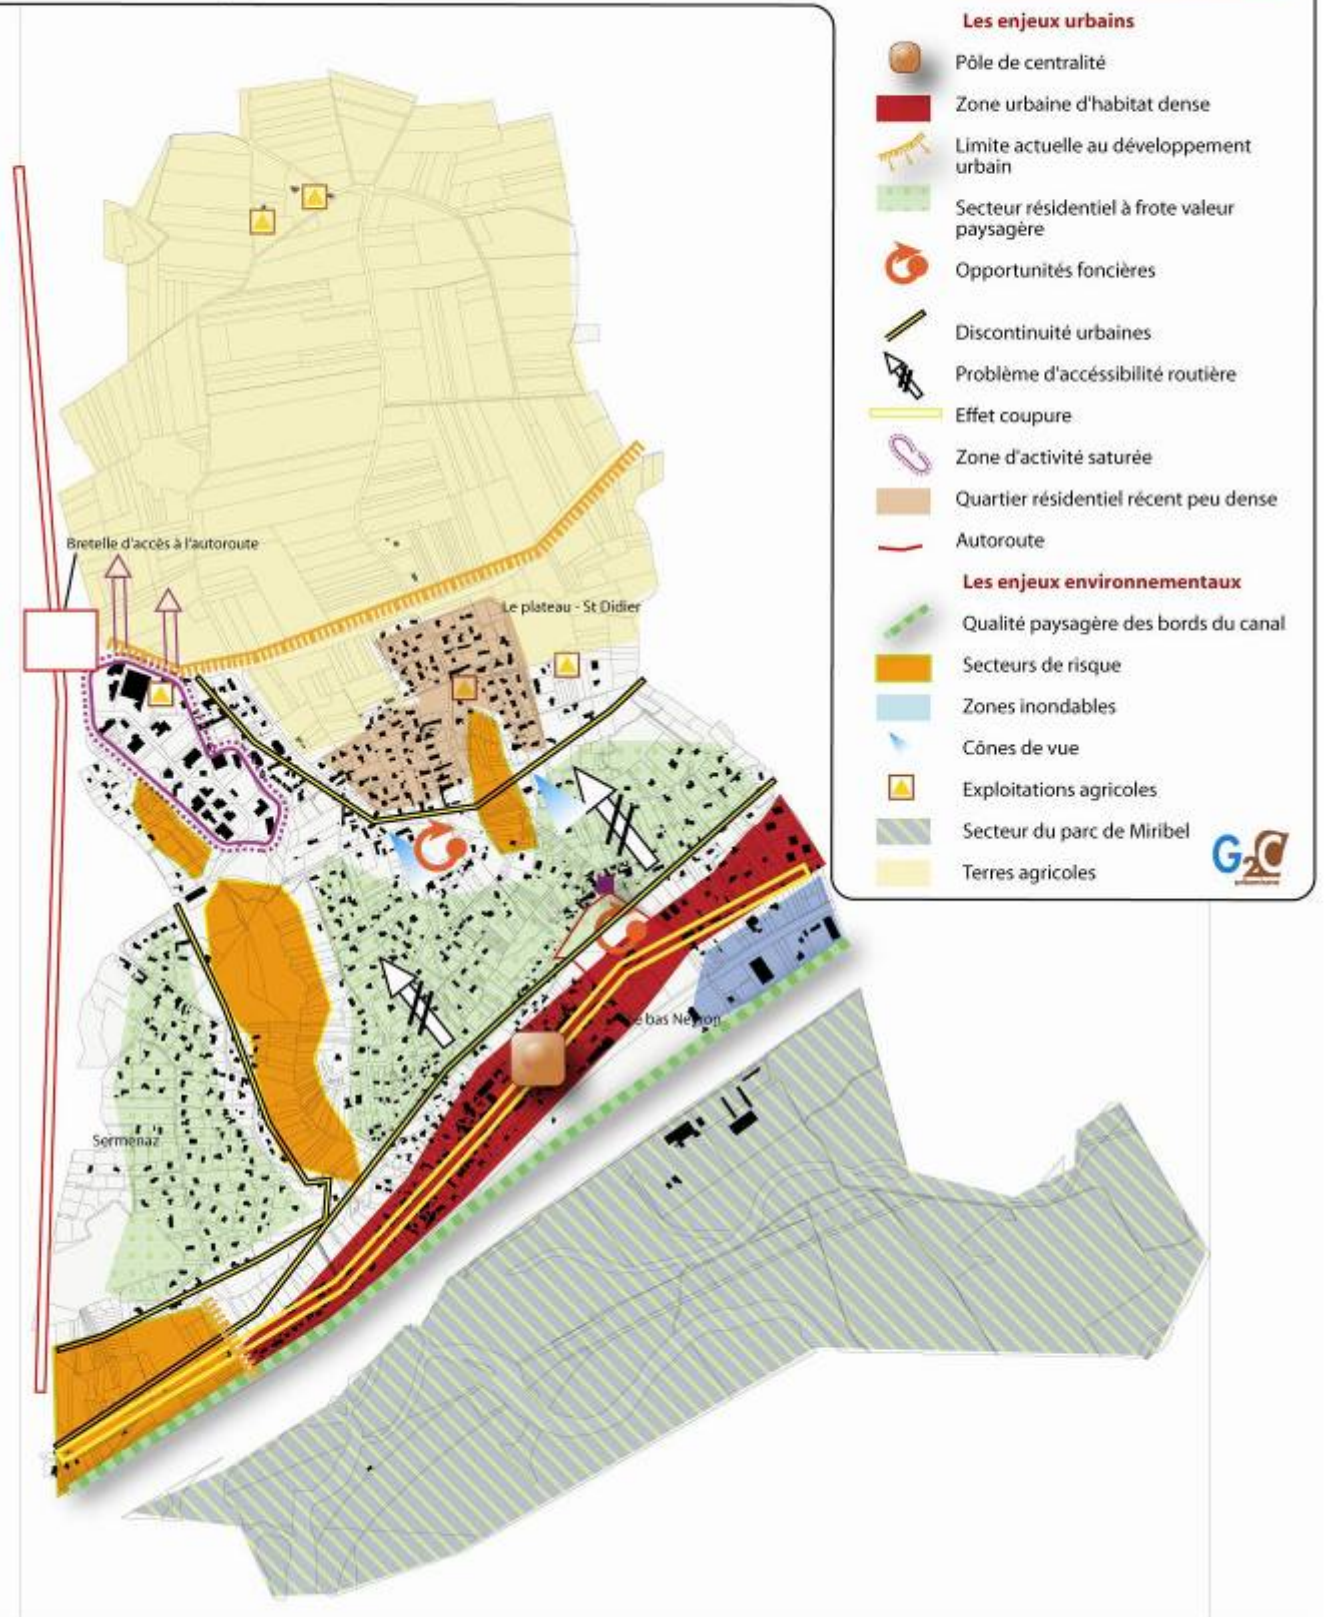 Les enjeux urbains
Pôle de centralité
Zone urbaine d'habitat dense
Limite actuelle au développement
urbain
Secteur résidentiel à frote valeur
paysagère
Opportunités foncières
Discontinuité urbaines
Problème d'accéssibilité routière
Effet coupure
Zone d'activité saturée
Quartier résidentiel récent peu dense
Autoroute
Les enjeux environnementaux
Qualité paysagère des bords du canal
Secteurs de risque
Zones inondables
Cônes de vue
Exploitations agricoles
Secteur du parc de Miribel
Terres agricoles
G2C
Bretelle d'accès à l'autoroute
Le plateau - St Didier
bas Neyron
Sermenaz